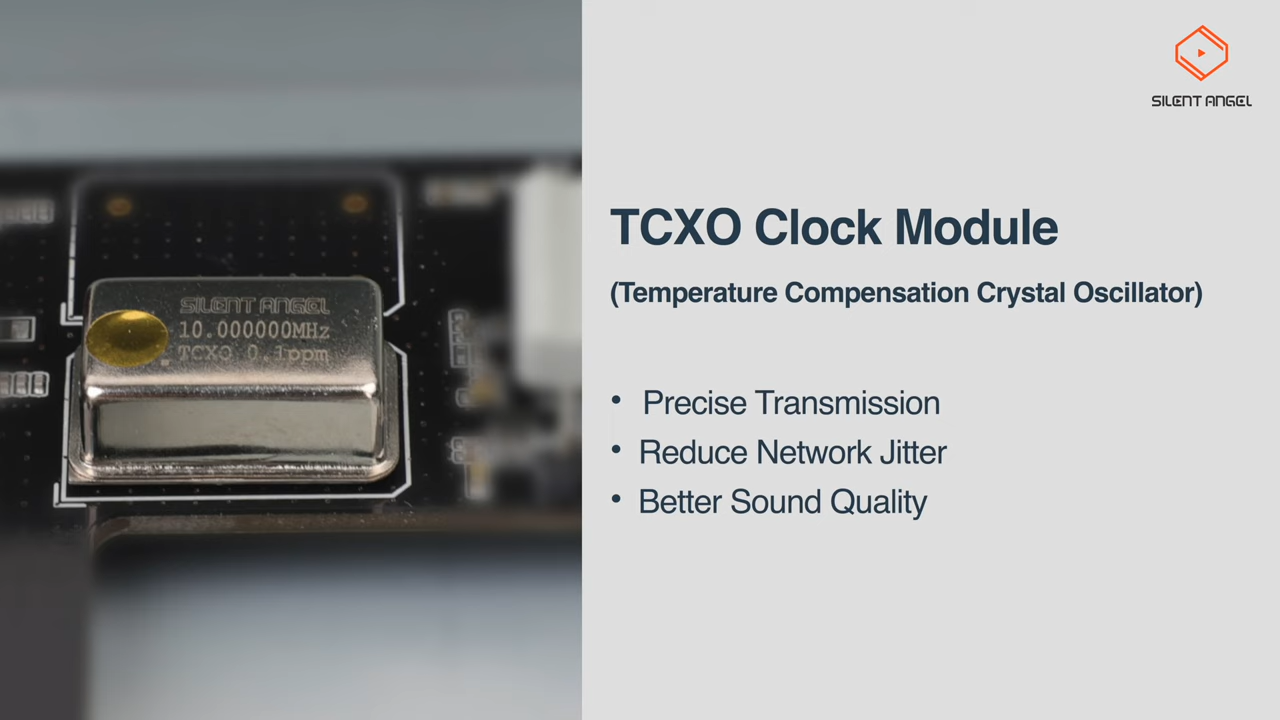 SILENT ANGEL
TCXO Clock Module
(Temperature Compensation Crystal Oscillator)
• Precise Transmission
• Reduce Network Jitter
• Better Sound Quality
SILENT ANGEL
10.000000MHz
TCXO 0.1ppm